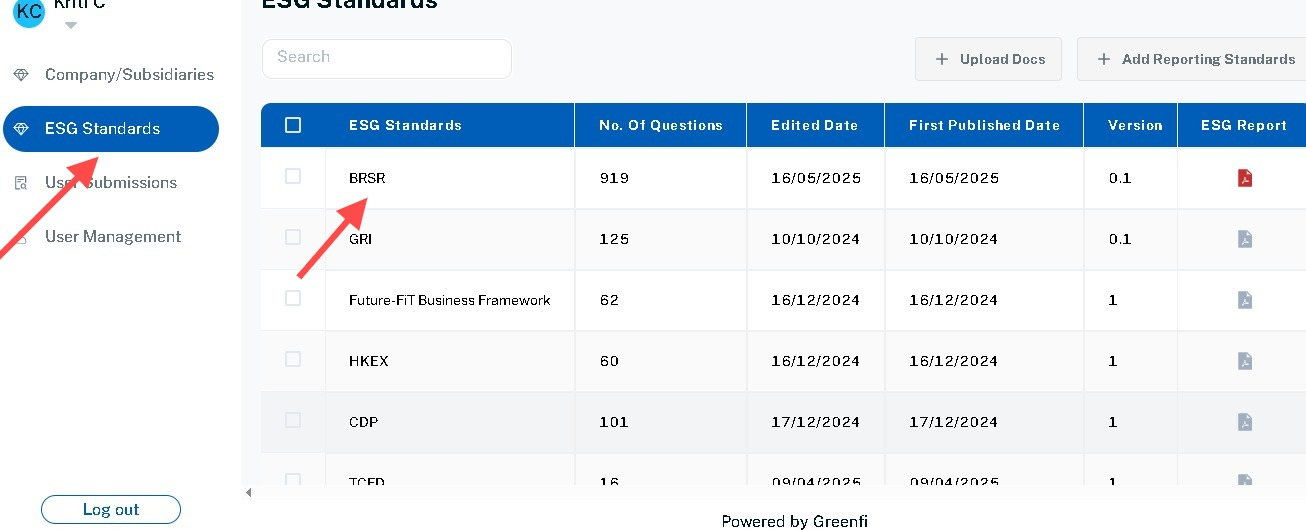 KC Kriti C
ESG Standards
Company/Subsidiaries
ESG Standards
User Submissions
User Management
Log out
Search
+ Upload Docs
+ Add Reporting Standards
ESG Standards No. Of Questions Edited Date First Published Date Version ESG Report
BRSR 919 16/05/2025 16/05/2025 0.1
GRI 125 10/10/2024 10/10/2024 0.1
Future-FiT Business Framework 62 16/12/2024 16/12/2024 1
HKEX 60 16/12/2024 16/12/2024 1
CDP 101 17/12/2024 17/12/2024 1
TCFD 16 09/04/2025 09/04/2025 1
Powered by Greenfi